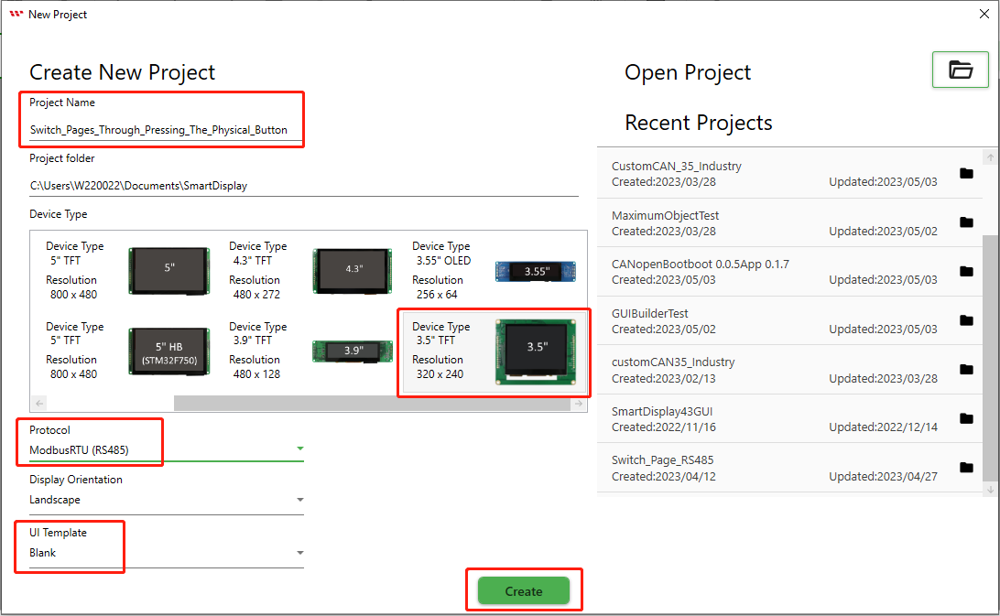 New Project
Create New Project
Project Name
Switch_Pages_Through_Pressing_The_Physical_Button
Project folder
C:\Users\W220022\Documents\SmartDisplay
Device Type
Device Type
5" TFT
Resolution
800 x 480
5"
Device Type
4.3" TFT
Resolution
480 x 272
4.3"
Device Type
3.55" OLED
Resolution
256 x 64
3.55"
Device Type
5" TFT
Resolution
800 x 480
5" HB
(STM32F750)
Device Type
3.9" TFT
Resolution
480 x 128
3.9"
Device Type
3.5" TFT
Resolution
320 x 240
3.5"
Protocol
ModbusRTU (RS485)
Display Orientation
Landscape
UI Template
Blank
Create
Open Project
Recent Projects
CustomCAN_35_Industry
Created:2023/03/28 Updated:2023/05/03
MaximumObjectTest
Created:2023/03/28 Updated:2023/05/02
CANopenBootboot 0.0.5App 0.1.7
Created:2023/05/03 Updated:2023/05/03
GUIBuilderTest
Created:2023/05/02 Updated:2023/05/03
customCAN35_Industry
Created:2023/02/13 Updated:2023/03/28
SmartDisplay43GUI
Created:2022/11/16 Updated:2022/12/14
Switch_Page_RS485
Created:2023/04/12 Updated:2023/04/27